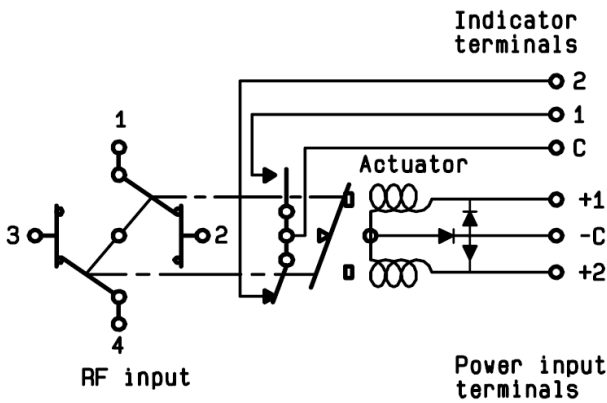 Indicator
terminals
2
1
C
1
Actuator
+1
3
2
-C
+2
4
RF input
Power input
terminals